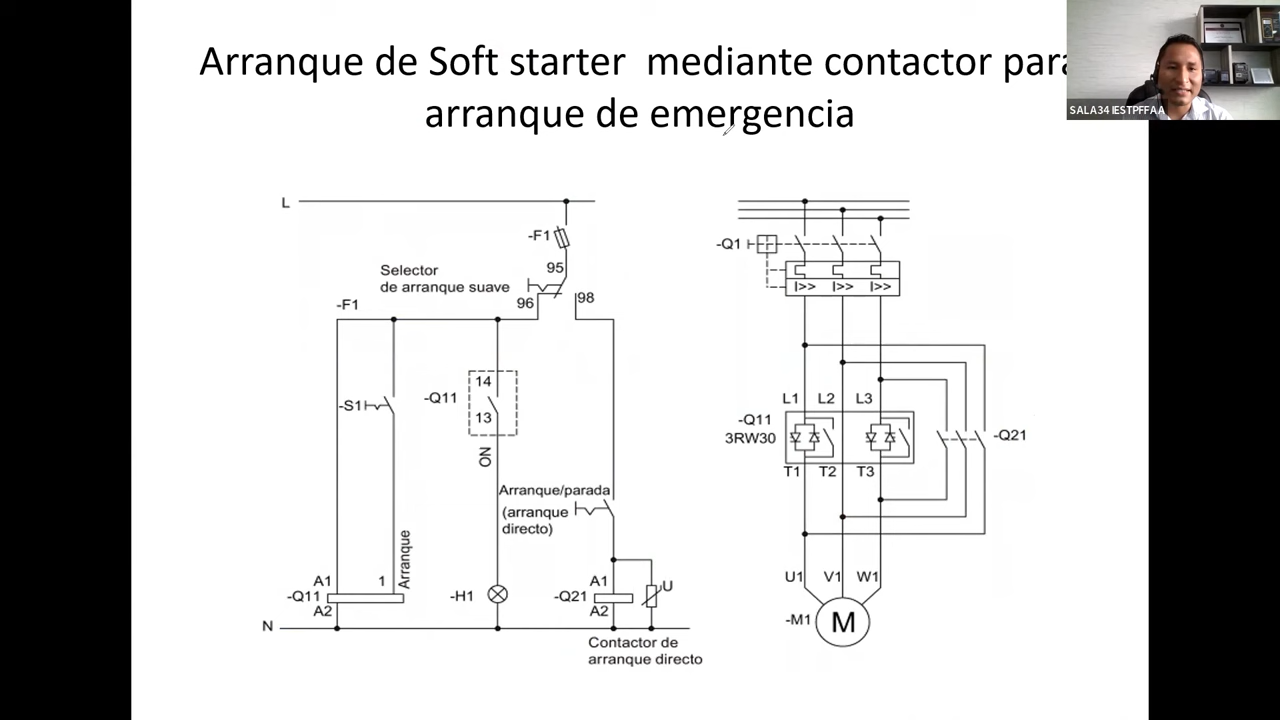 Arranque de Soft starter mediante contactor para
arranque de emergencia
SALA34 IESTPFFAA
L
-F1
95
Selector
de arranque suave
96
98
-F1
-S1
-Q11
14
13
ON
Arranque/parada
(arranque
directo)
Arranque
A1
1
-Q11
A2
-H1
A1
-Q21
A2
U
N
Contactor de
arranque directo
-Q1
I>> I>> I>>
L1 L2 L3
-Q11
3RW30
-Q21
T1 T2 T3
U1 V1 W1
-M1
M